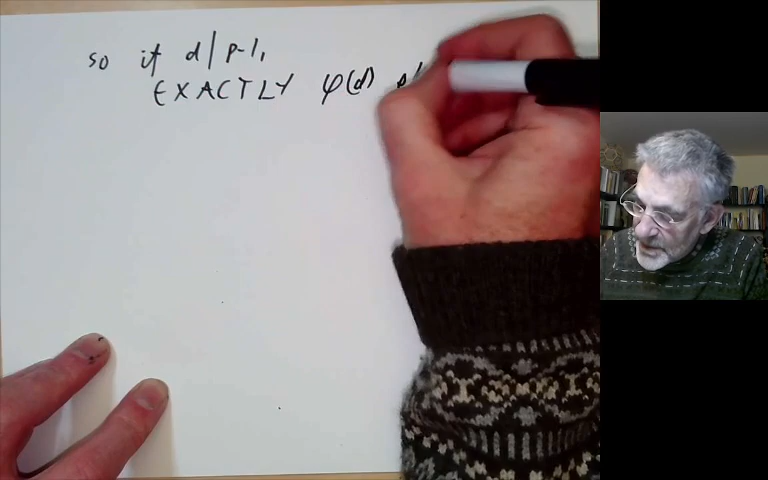 so if d | p-1,
EXACTLY φ(d)